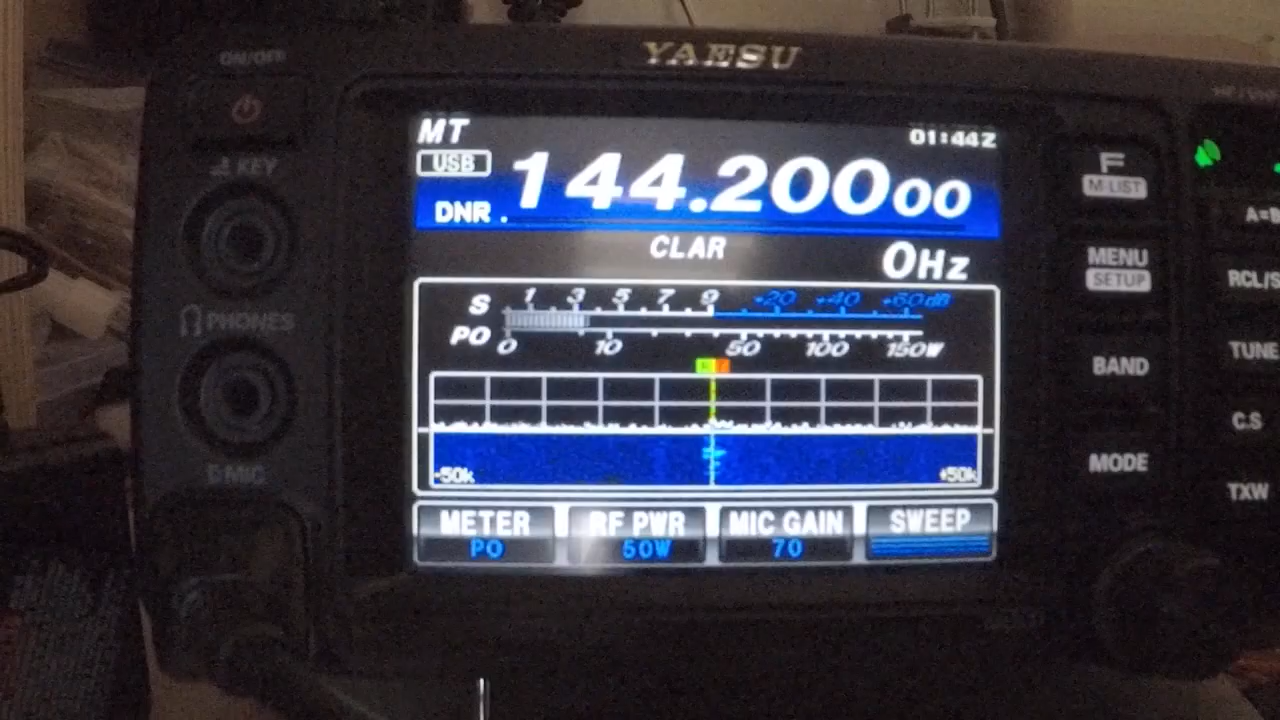 YAESU
ON/OFF
KEY
PHONES
MIC
MT
01:44Z
USB
144.20000
DNR
CLAR
0Hz
S 1 3 5 7 9 +20 +40 +60dB
PO 0 10 50 100 150W
-50k +50k
METER
PO
RF PWR
50W
MIC GAIN
70
SWEEP
F
M-LIST
MENU
SETUP
BAND
MODE
RCL/S
TUNE
C.S
TXW